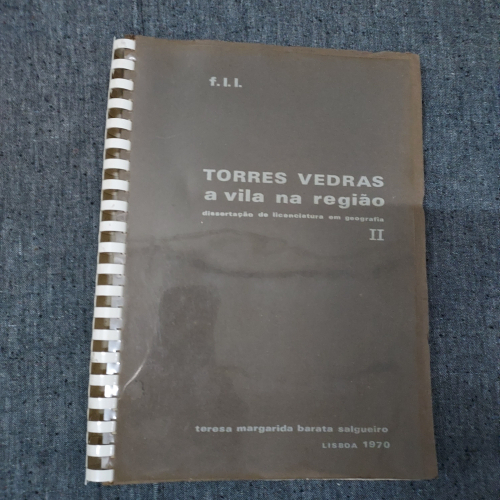 f.l.l.
TORRES VEDRAS
a vila na região
dissertação de licenciatura em geografia
II
teresa margarida barata salgueiro
LISBOA 1970